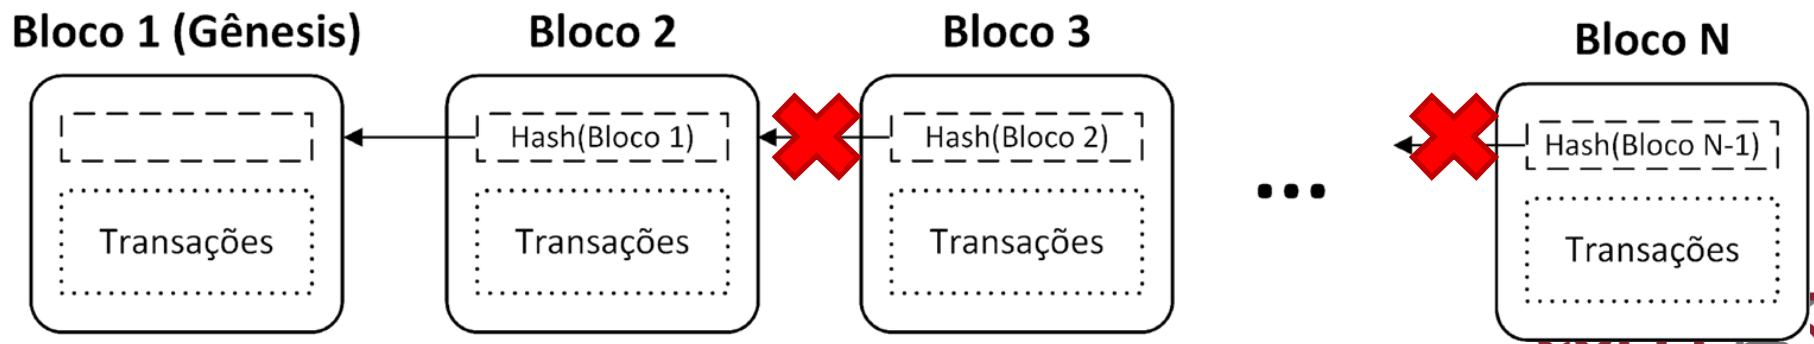 Bloco 1 (Gênesis)
Bloco 2
Bloco 3
Bloco N
Hash(Bloco 1)
Hash(Bloco 2)
Hash(Bloco N-1)
Transações
Transações
Transações
...
Transações